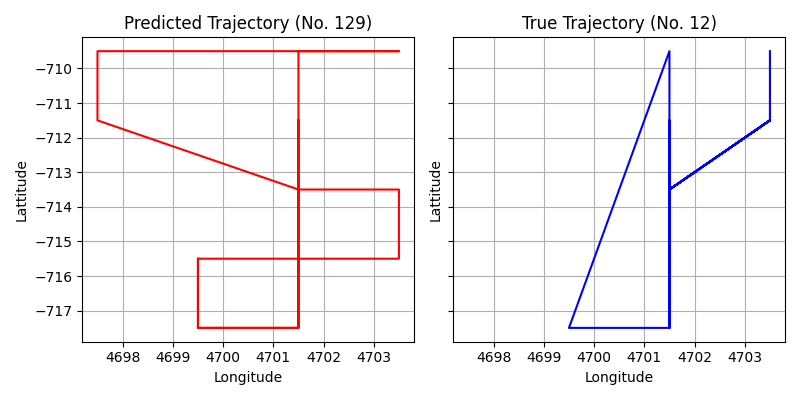 Predicted Trajectory (No. 129)
True Trajectory (No. 12)
Lattitude
−710
−711
−712
−713
−714
−715
−716
−717
4698 4699 4700 4701 4702 4703
Longitude
Lattitude
4698 4699 4700 4701 4702 4703
Longitude